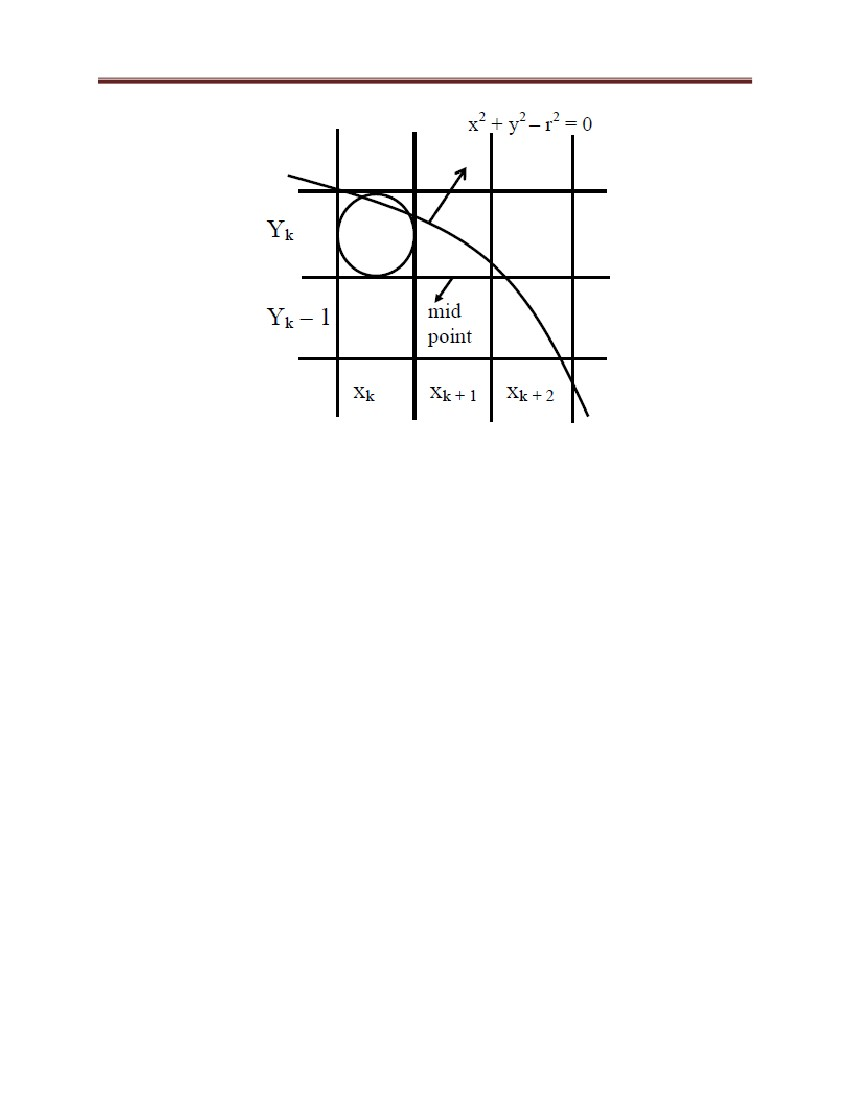 x² + y² – r² = 0
Yₖ
Yₖ – 1
mid
point
xₖ
xₖ₊₁
xₖ₊₂